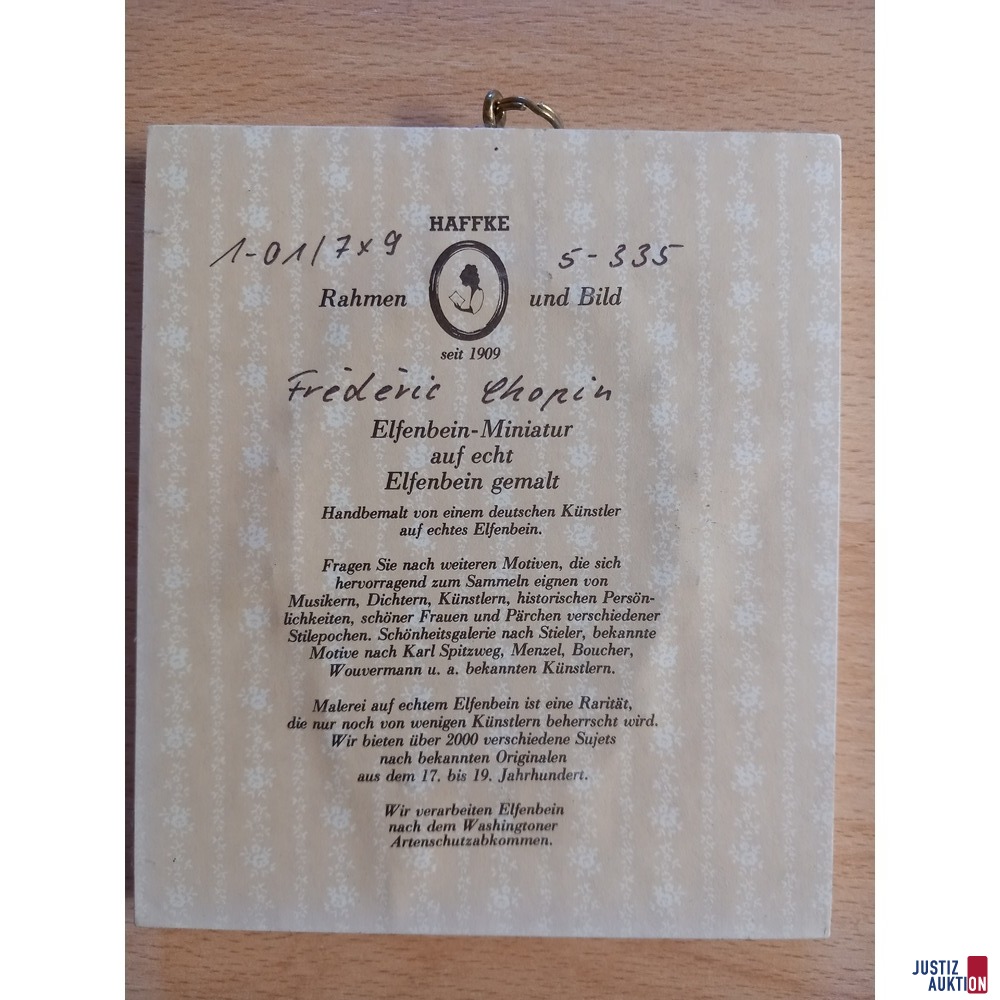 HAFFKE
1-01/7x9
5-335
Rahmen und Bild
seit 1909
Frèdèric Chopin
Elfenbein-Miniatur
auf echt
Elfenbein gemalt
Handbemalt von einem deutschen Künstler
auf echtes Elfenbein.
Fragen Sie nach weiteren Motiven, die sich
hervorragend zum Sammeln eignen von
Musikern, Dichtern, Künstlern, historischen Persön-
lichkeiten, schöner Frauen und Pärchen verschiedener
Stilepochen. Schönheitsgalerie nach Stieler, bekannte
Motive nach Karl Spitzweg, Menzel, Boucher,
Wouvermann u. a. bekannten Künstlern.
Malerei auf echtem Elfenbein ist eine Rarität,
die nur noch von wenigen Künstlern beherrscht wird.
Wir bieten über 2000 verschiedene Sujets
nach bekannten Originalen
aus dem 17. bis 19. Jahrhundert.
Wir verarbeiten Elfenbein
nach dem Washingtoner
Artenschutzabkommen.
JUSTIZ
AUKTION